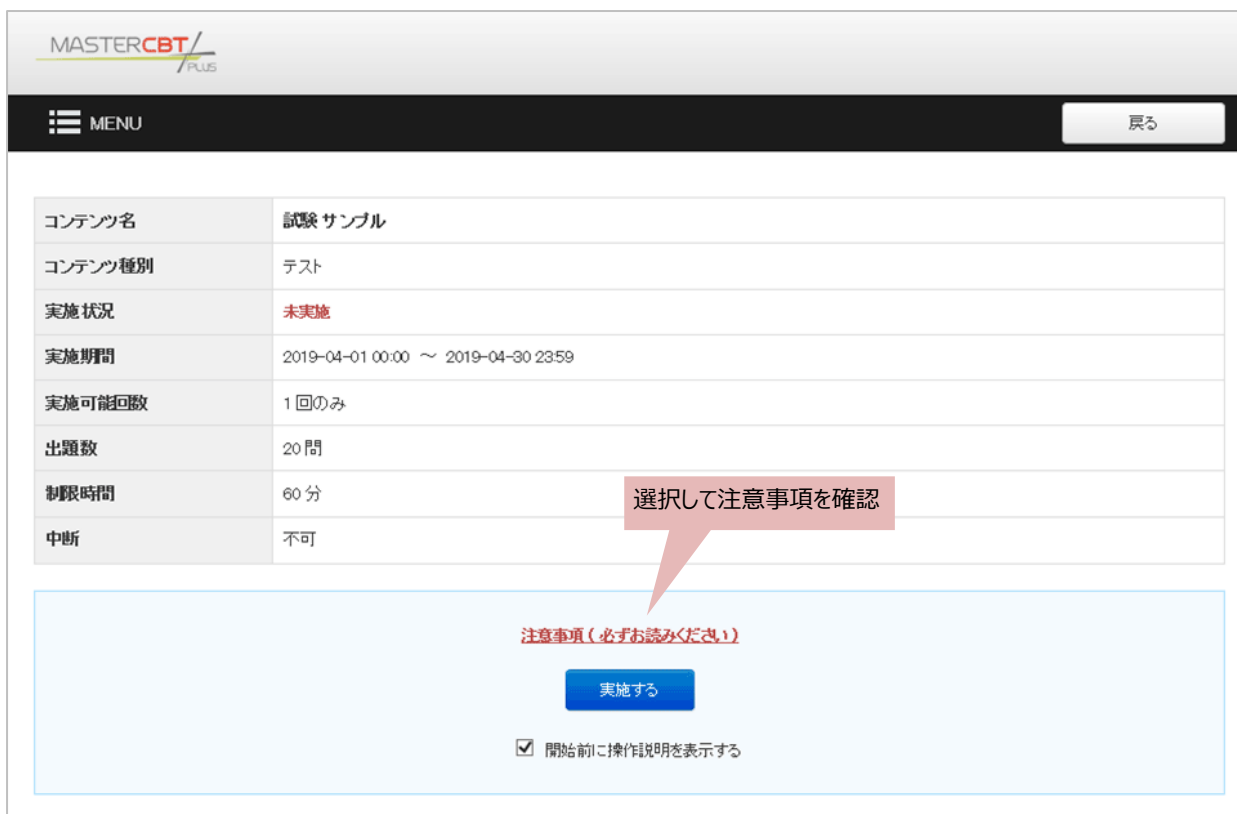 MASTERCBT
PLUS
MENU
戻る
コンテンツ名 試験 サンプル
コンテンツ種別 テスト
実施状況 未実施
実施期間 2019-04-01 00:00 ～ 2019-04-30 23:59
実施可能回数 1回のみ
出題数 20問
制限時間 60分
選択して注意事項を確認
中断 不可
注意事項(必ずお読みください)
実施する
開始前に操作説明を表示する